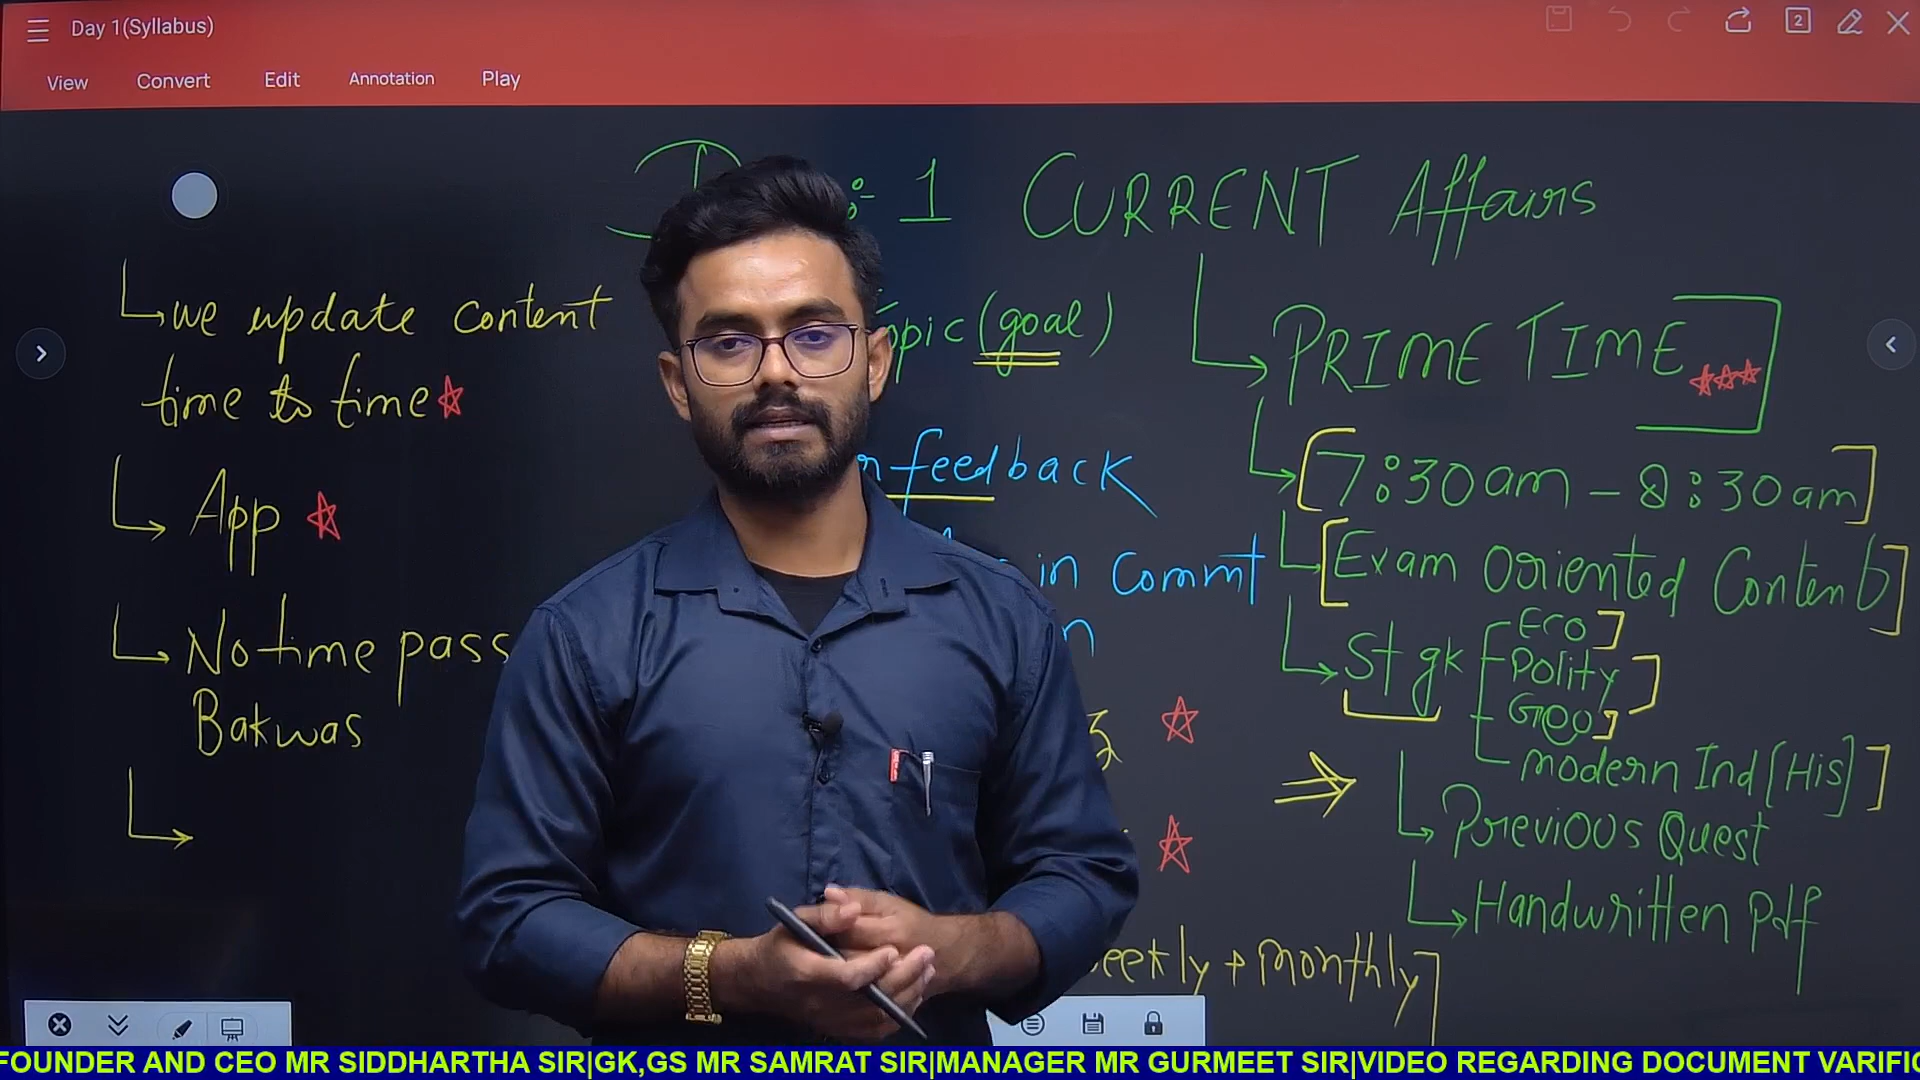 Day 1(Syllabus)
2
View Convert Edit Annotation Play
1 CURRENT Affairs
we update content
time to time
App
No time pass
Bakwas
(goal)
feedback
in Commt
PRIME TIME
[7:30am - 8:30am]
[Exam Oriented Content]
St gk
Eco]
Polity]
Geo]
modern Ind [His]
Previous Quest
Handwritten Pdf
+ monthly
FOUNDER AND CEO MR SIDDHARTHA SIR|GK,GS MR SAMRAT SIR|MANAGER MR GURMEET SIR|VIDEO REGARDING DOCUMENT